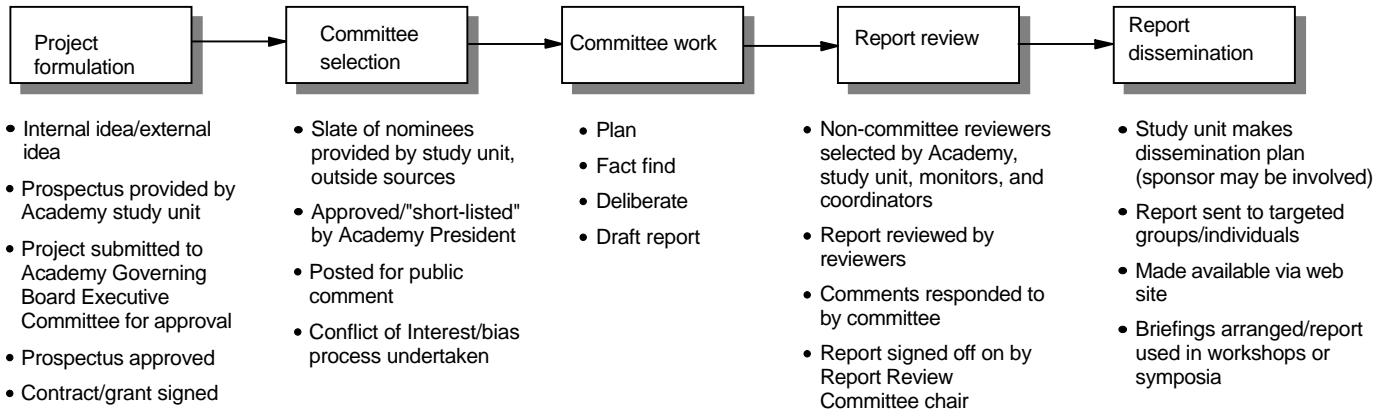 Project
formulation
Committee
selection
Committee work
Report review
Report
dissemination
• Internal idea/external
idea
• Prospectus provided by
Academy study unit
• Project submitted to
Academy Governing
Board Executive
Committee for approval
• Prospectus approved
• Contract/grant signed
• Slate of nominees
provided by study unit,
outside sources
• Approved/"short-listed"
by Academy President
• Posted for public
comment
• Conflict of Interest/bias
process undertaken
• Plan
• Fact find
• Deliberate
• Draft report
• Non-committee reviewers
selected by Academy,
study unit, monitors, and
coordinators
• Report reviewed by
reviewers
• Comments responded to
by committee
• Report signed off on by
Report Review
Committee chair
• Study unit makes
dissemination plan
(sponsor may be involved)
• Report sent to targeted
groups/individuals
• Made available via web
site
• Briefings arranged/report
used in workshops or
symposia